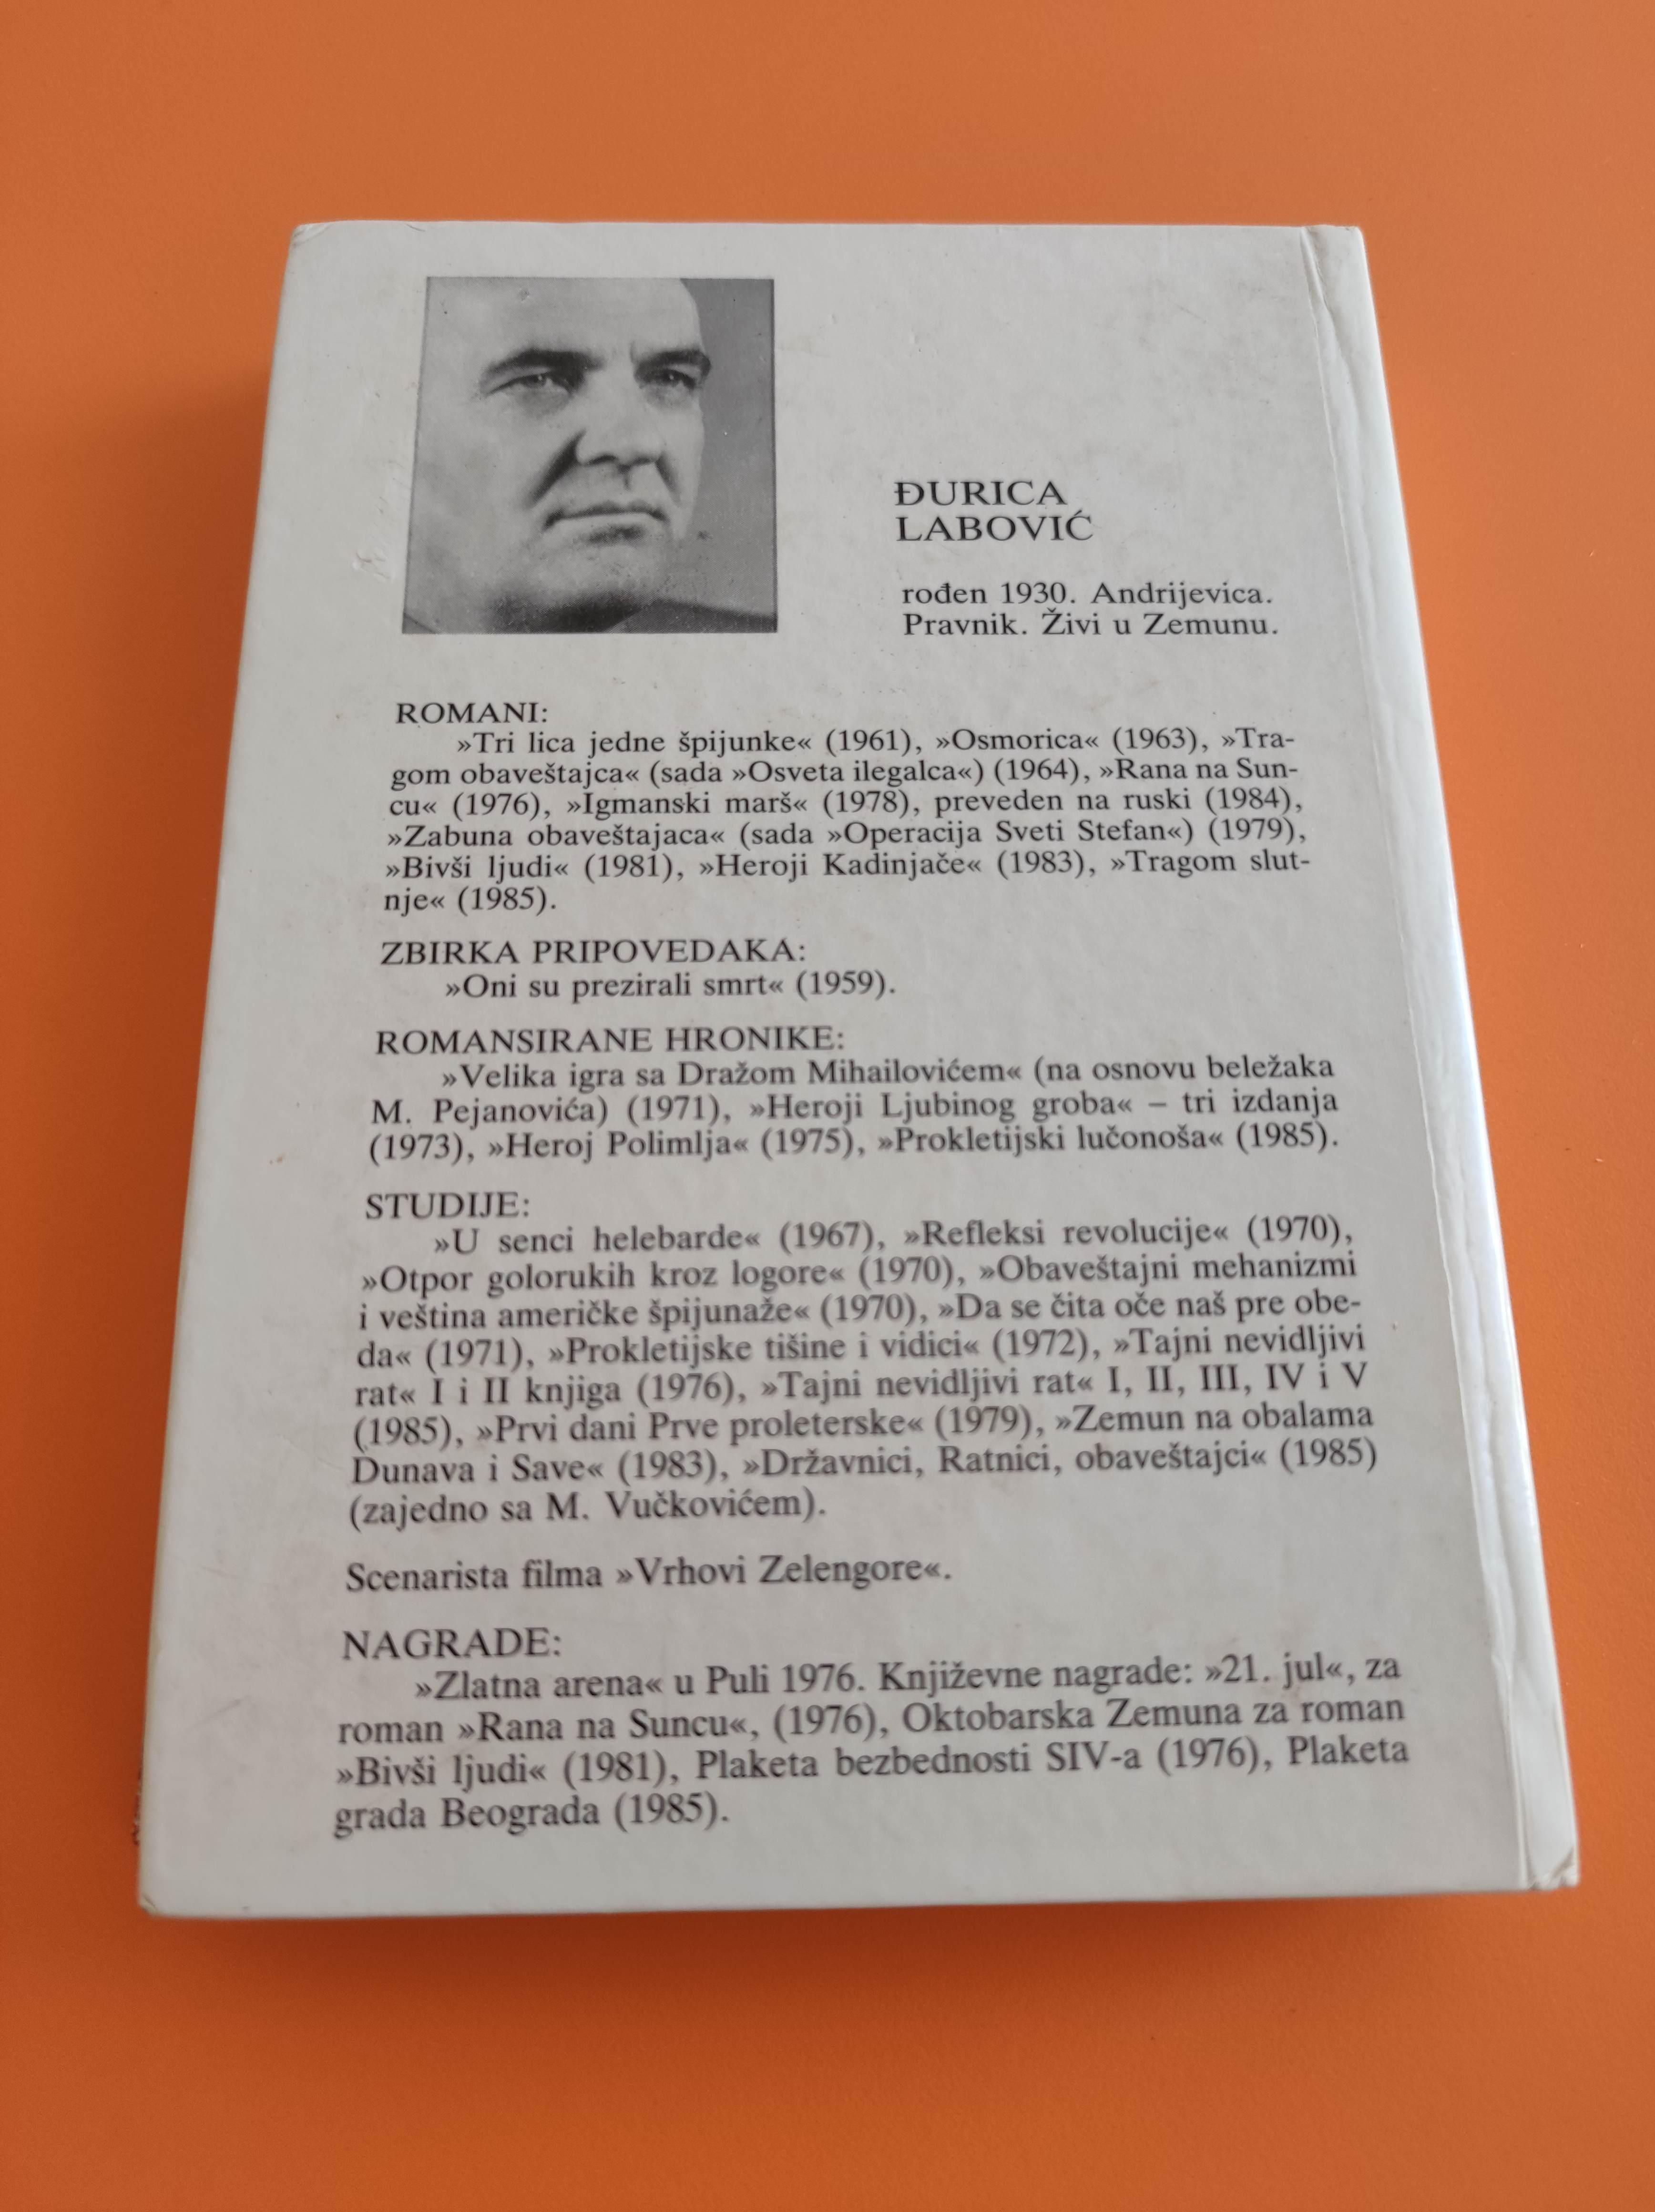 ĐURICA
LABOVIĆ
rođen 1930. Andrijevica.
Pravnik. Živi u Zemunu.
ROMANI:
»Tri lica jedne špijunke« (1961), »Osmorica« (1963), »Tra-
gom obaveštajca« (sada »Osveta ilegalca«) (1964), »Rana na Sun-
cu« (1976), »Igmanski marš« (1978), preveden na ruski (1984),
»Zabuna obaveštajaca« (sada »Operacija Sveti Stefan«) (1979),
»Bivši ljudi« (1981), »Heroji Kadinjače« (1983), »Tragom slut-
nje« (1985).
ZBIRKA PRIPOVEDAKA:
»Oni su prezirali smrt« (1959).
ROMANSIRANE HRONIKE:
»Velika igra sa Dražom Mihailovićem« (na osnovu beležaka
M. Pejanovića) (1971), »Heroji Ljubinog groba« – tri izdanja
(1973), »Heroj Polimlja« (1975), »Prokletijski lučonoša« (1985).
STUDIJE:
»U senci helebarde« (1967), »Refleksi revolucije« (1970),
»Otpor golorukih kroz logore« (1970), »Obaveštajni mehanizmi
i veština američke špijunaže« (1970), »Da se čita oče naš pre obe-
da« (1971), »Prokletijske tišine i vidici« (1972), »Tajni nevidljivi
rat« I i II knjiga (1976), »Tajni nevidljivi rat« I, II, III, IV i V
(1985), »Prvi dani Prve proleterske« (1979), »Zemun na obalama
Dunava i Save« (1983), »Državnici, Ratnici, obaveštajci« (1985)
(zajedno sa M. Vučkovićem).
Scenarista filma »Vrhovi Zelengore«.
NAGRADE:
»Zlatna arena« u Puli 1976. Književne nagrade: »21. jul«, za
roman »Rana na Suncu«, (1976), Oktobarska Zemuna za roman
»Bivši ljudi« (1981), Plaketa bezbednosti SIV-a (1976), Plaketa
grada Beograda (1985).